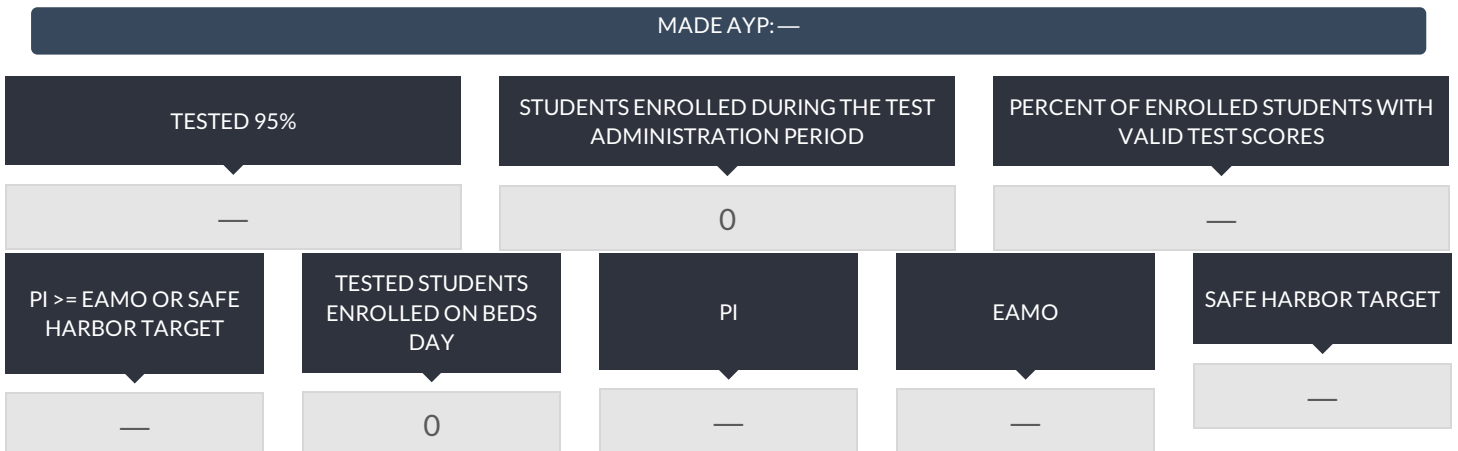 MADE AYP: —
TESTED 95%
—
STUDENTS ENROLLED DURING THE TEST
ADMINISTRATION PERIOD
0
PERCENT OF ENROLLED STUDENTS WITH
VALID TEST SCORES
—
PI >= EAMO OR SAFE
HARBOR TARGET
—
TESTED STUDENTS
ENROLLED ON BEDS
DAY
0
PI
—
EAMO
—
SAFE HARBOR TARGET
—